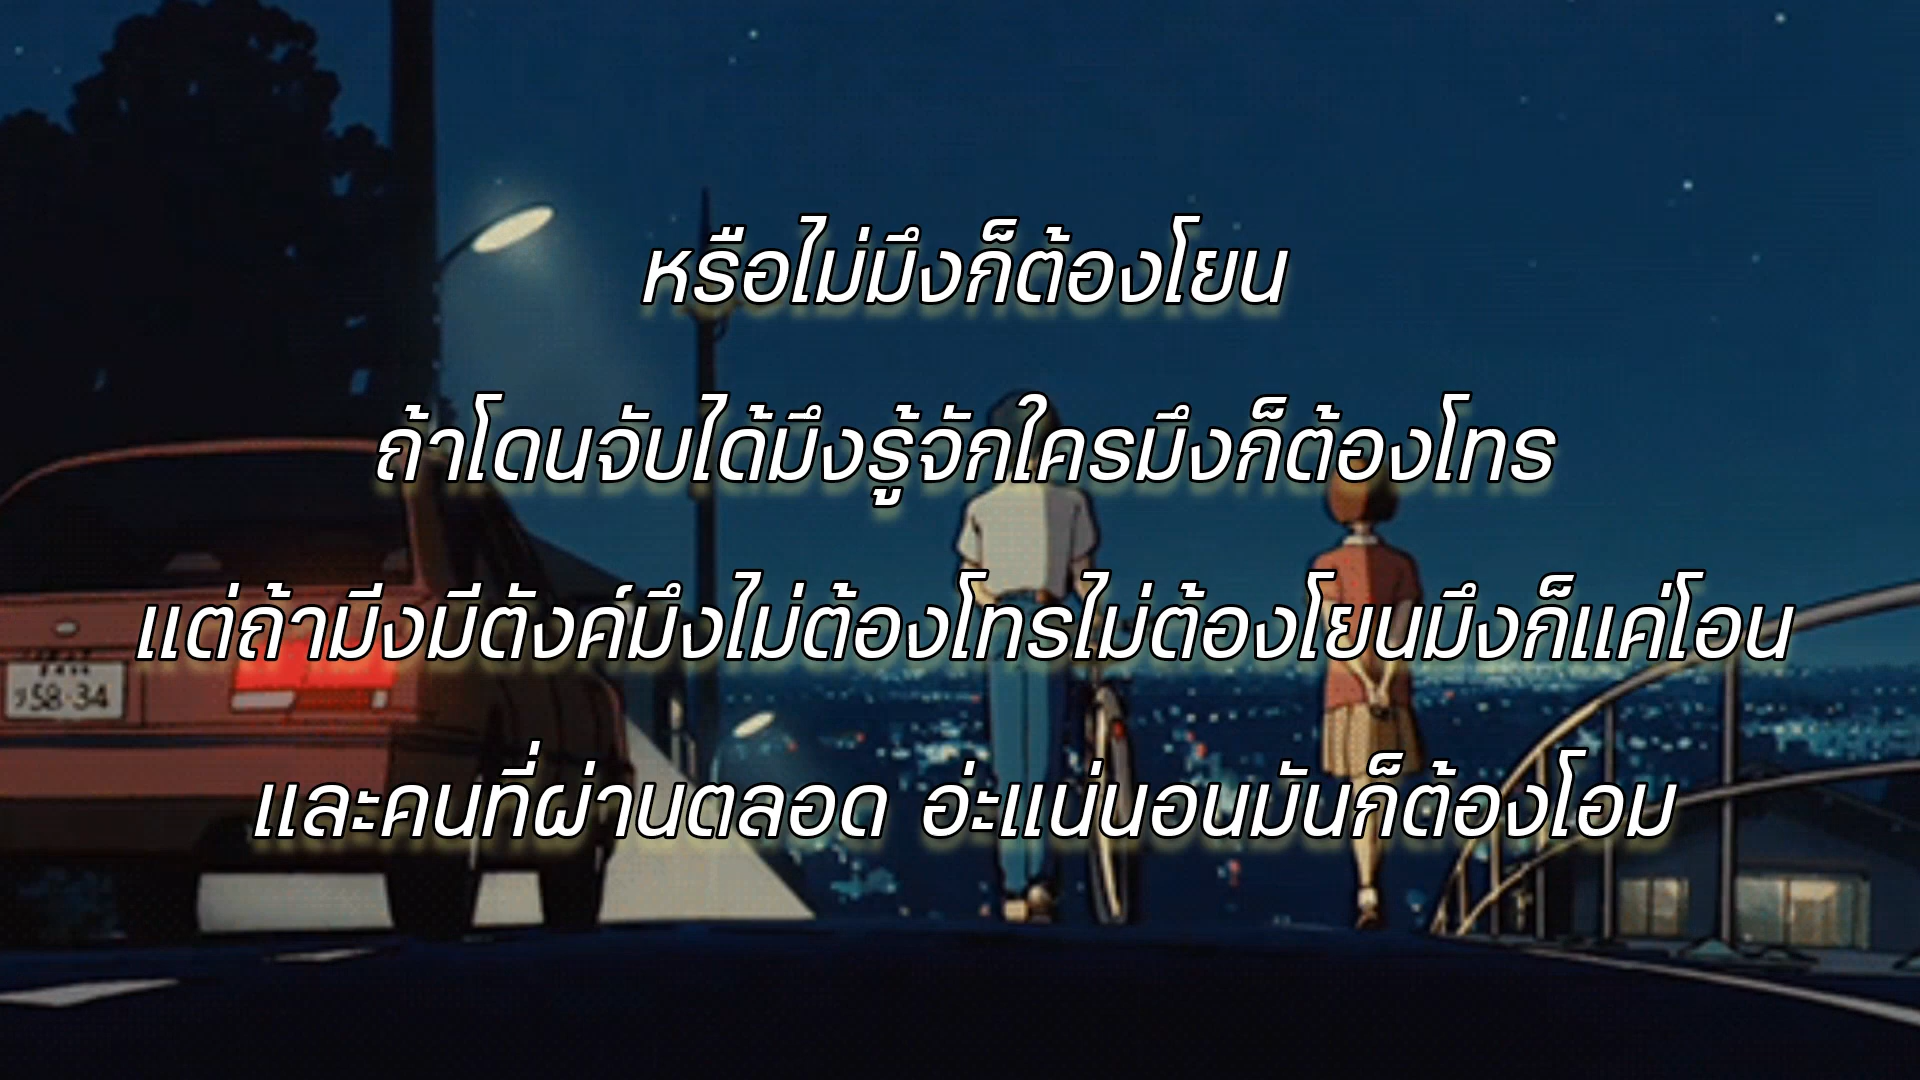 หรือไม่มึงก็ต้องโยน
ถ้าโดนจับได้มึงรู้จักใครมึงก็ต้องโทร
แต่ถ้ามีงมีตังค์มึงไม่ต้องโทรไม่ต้องโยนมึงก็แค่โอน
และคนที่ผ่านตลอด อ่ะแน่นอนมันก็ต้องโอม
58-34